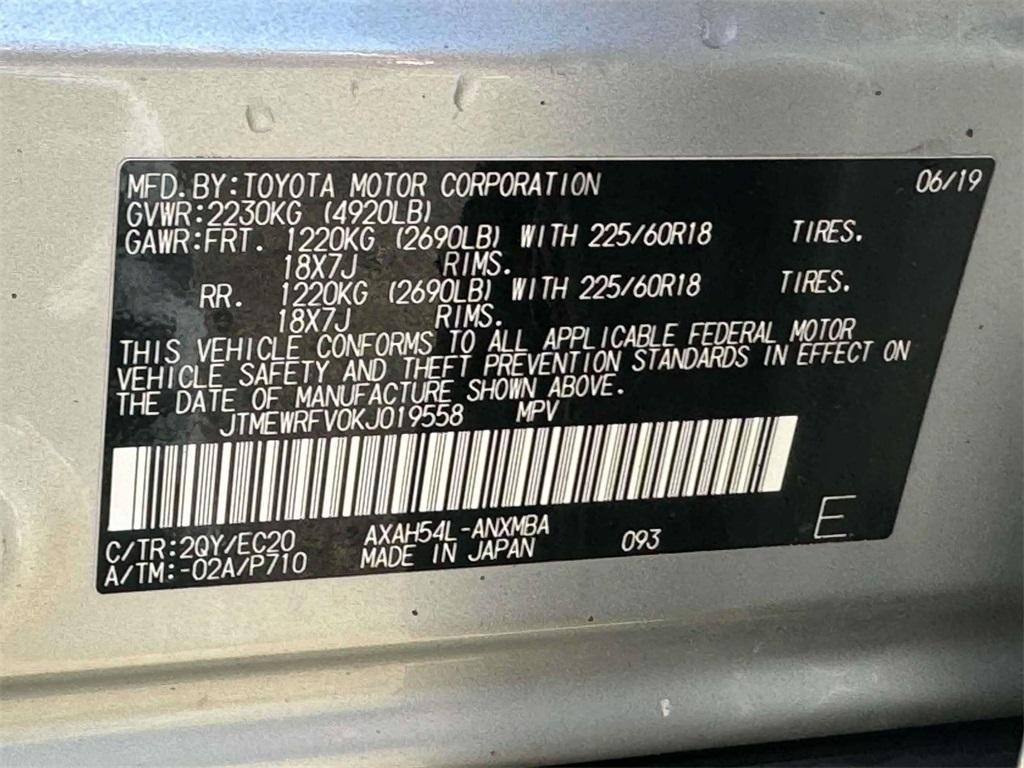 MFD.BY:TOYOTA MOTOR CORPORATION 06/19
GVWR:2230KG (4920LB)
GAWR:FRT. 1220KG (2690LB) WITH 225/60R18 TIRES.
18X7J RIMS.
RR. 1220KG (2690LB) WITH 225/60R18 TIRES.
18X7J RIMS.
THIS VEHICLE CONFORMS TO ALL APPLICABLE FEDERAL MOTOR
VEHICLE SAFETY AND THEFT PREVENTION STANDARDS IN EFFECT ON
THE DATE OF MANUFACTURE SHOWN ABOVE.
JTMEWRFV0KJ019558 MPV
C/TR:2QY/EC20 AXAH54L-ANXMBA
A/TM:-02A/P710 MADE IN JAPAN 093 E